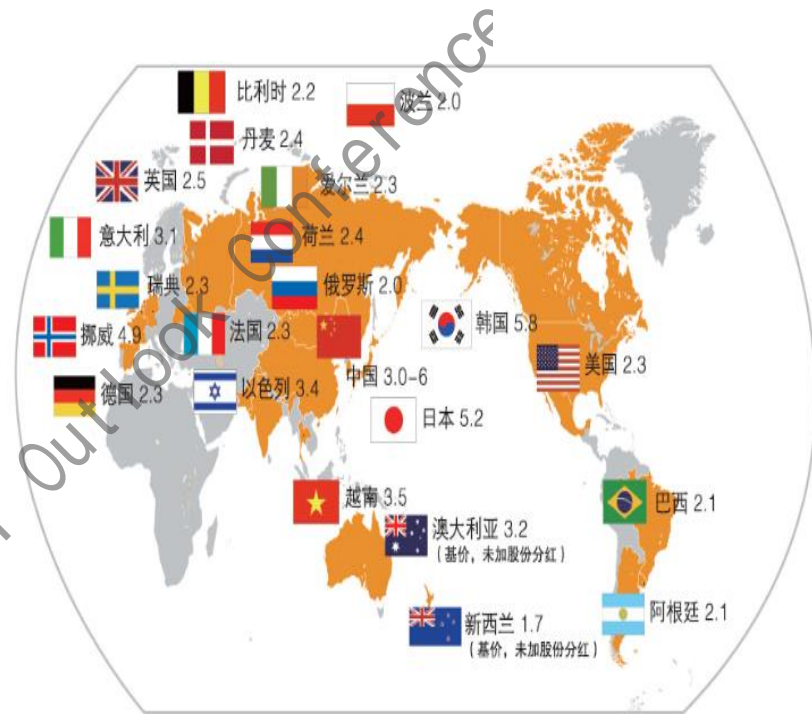 比利时 2.2
波兰 2.0
丹麦 2.4
英国 2.5
爱尔兰 2.3
意大利 3.1
荷兰 2.4
瑞典 2.3
俄罗斯 2.0
挪威 4.9
法国 2.3
韩国 5.8
美国 2.3
德国 2.3
以色列 3.4
中国 3.0-6
日本 5.2
越南 3.5
巴西 2.1
澳大利亚 3.2
（基价，未加股份分红）
阿根廷 2.1
新西兰 1.7
（基价，未加股份分红）
Outlook Conference